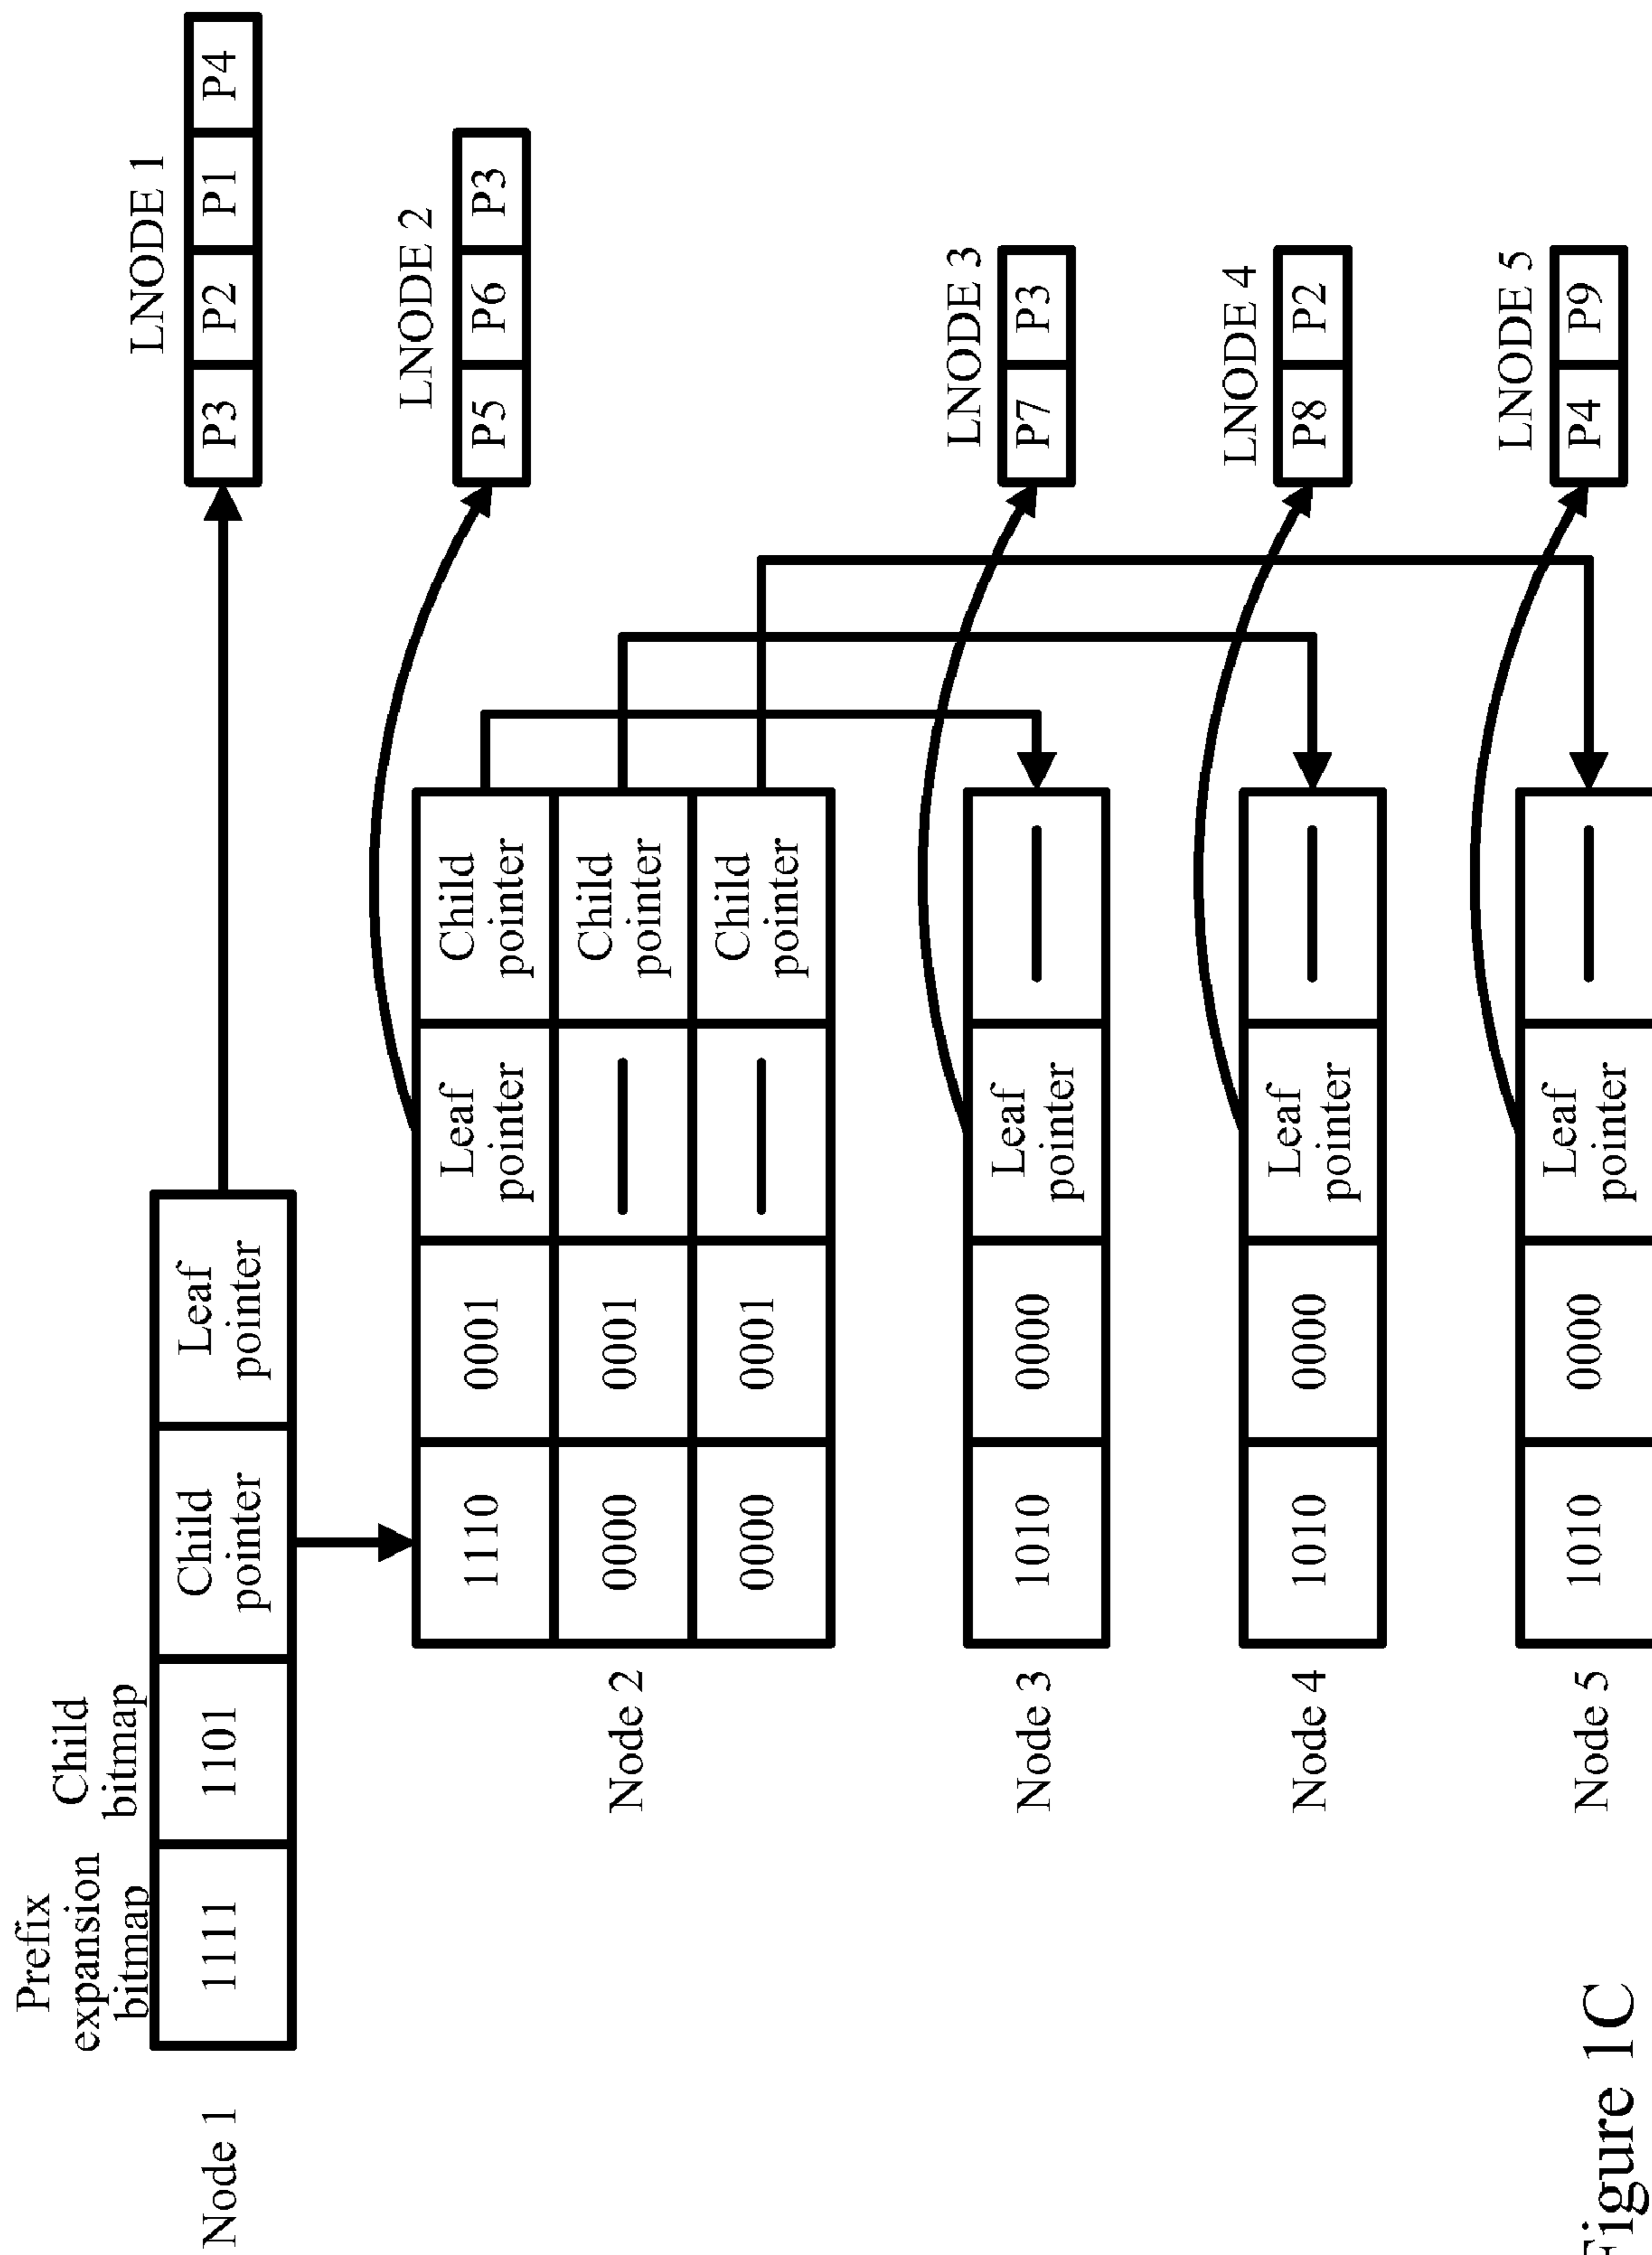 Prefix
expansion
bitmap
Child
bitmap
Node 1
1111
1101
Child
pointer
Leaf
pointer
LNODE 1
P3 P2 P1 P4
LNODE 2
P5 P6 P3
Node 2
1110 0001
Leaf
pointer
Child
pointer
0000 0001
Child
pointer
0000 0001
Child
pointer
LNODE 3
P7 P3
Node 3
1010 0000
Leaf
pointer
LNODE 4
P8 P2
Node 4
1010 0000
Leaf
pointer
LNODE 5
P4 P9
Node 5
1010 0000
Leaf
pointer
Figure 1C